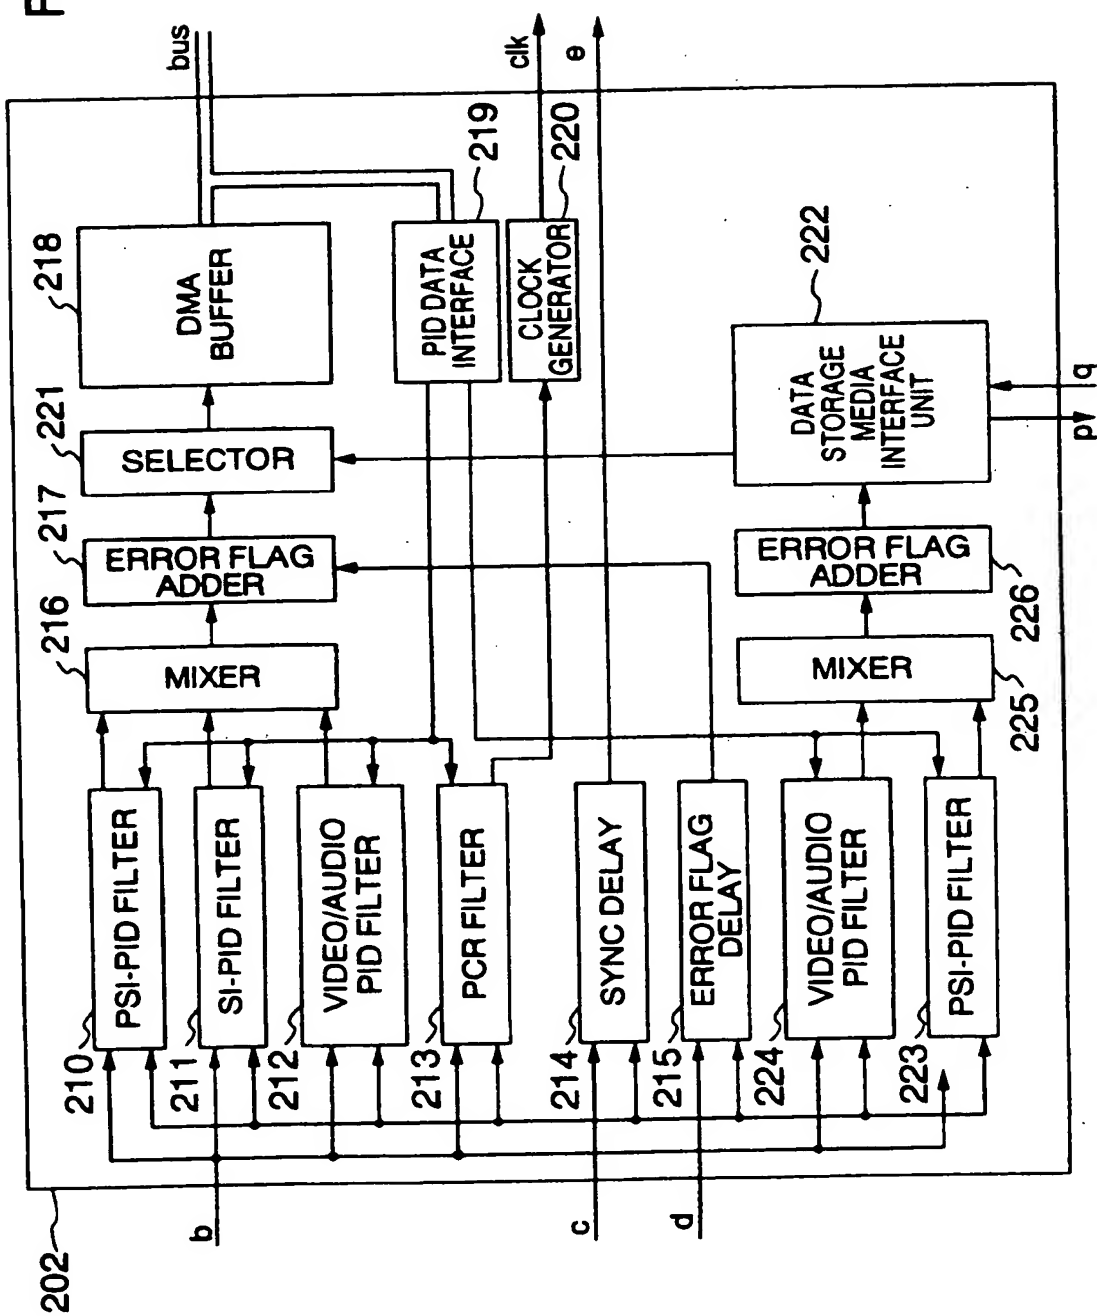 F
bus
clk
e
218
DMA
BUFFER
219
PID DATA
INTERFACE
220
CLOCK
GENERATOR
222
DATA
STORAGE
MEDIA
INTERFACE
UNIT
p
q
221
SELECTOR
217
ERROR FLAG
ADDER
ERROR FLAG
ADDER
226
216
MIXER
MIXER
225
210
PSI-PID FILTER
211
SI-PID FILTER
212
VIDEO/AUDIO
PID FILTER
213
PCR FILTER
214
SYNC DELAY
215
ERROR FLAG
DELAY
224
VIDEO/AUDIO
PID FILTER
223
PSI-PID FILTER
202
b
c
d